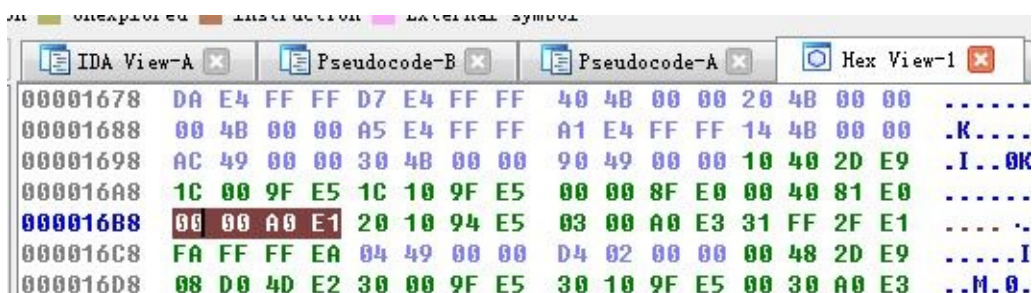 Unexplored Instruction External symbol
IDA View-A Pseudocode-B Pseudocode-A Hex View-1
00001678 DA E4 FF FF D7 E4 FF FF 40 4B 00 00 20 4B 00 00 ......
00001688 00 4B 00 00 A5 E4 FF FF A1 E4 FF FF 14 4B 00 00 .K....
00001698 AC 49 00 00 30 4B 00 00 90 49 00 00 10 40 2D E9 .I..0K
000016A8 1C 00 9F E5 1C 10 9F E5 00 00 8F E0 00 40 81 E0
000016B8 00 00 A0 E1 20 10 94 E5 03 00 A0 E3 31 FF 2F E1 .... .
000016C8 FA FF FF EA 04 49 00 00 D4 02 00 00 00 48 2D E9 .....I
000016D8 08 D0 4D E2 30 00 9F E5 30 10 9F E5 00 30 A0 E3 ..M.0.